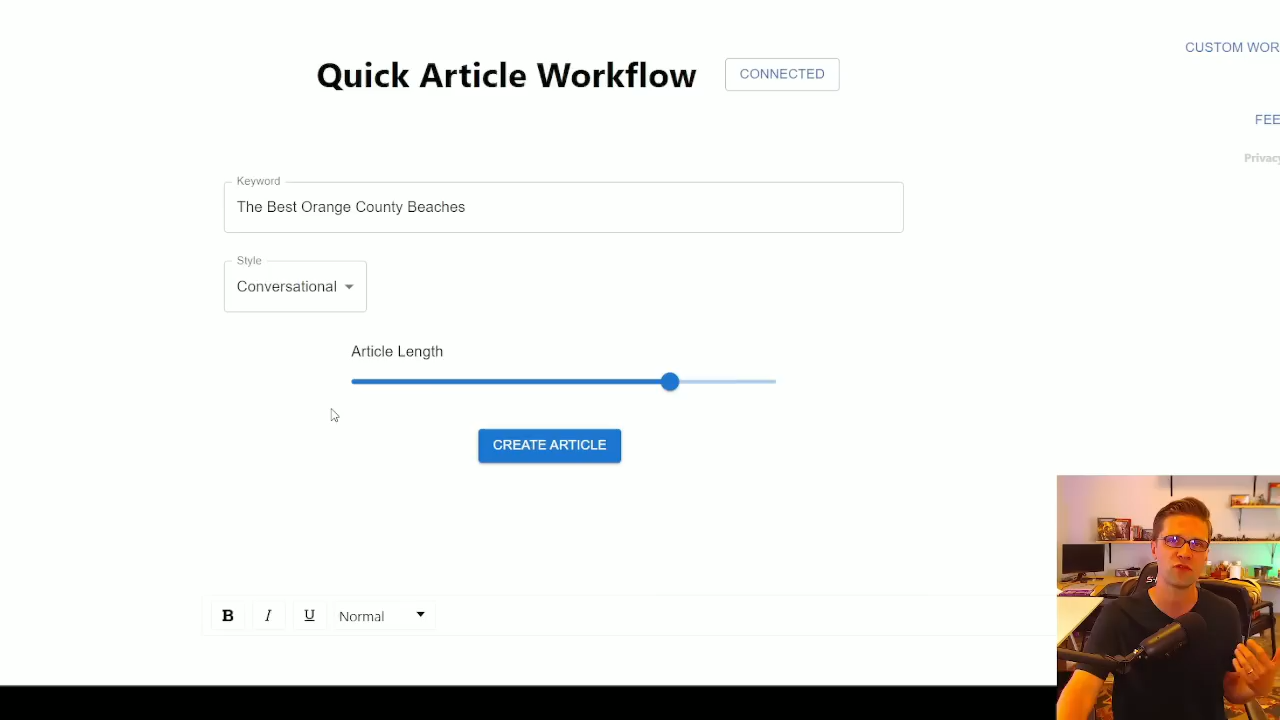 CUSTOM WOR
Quick Article Workflow
CONNECTED
FEE
Privacy
Keyword
The Best Orange County Beaches
Style
Conversational
Article Length
CREATE ARTICLE
B I U Normal